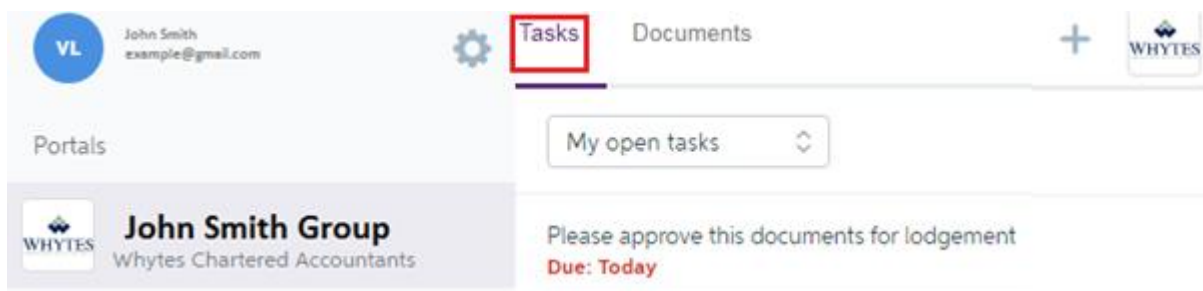 VL
John Smith
example@gmail.com
Tasks
Documents
+
WHYTES
Portals
My open tasks
WHYTES
John Smith Group
Whytes Chartered Accountants
Please approve this documents for lodgement
Due: Today